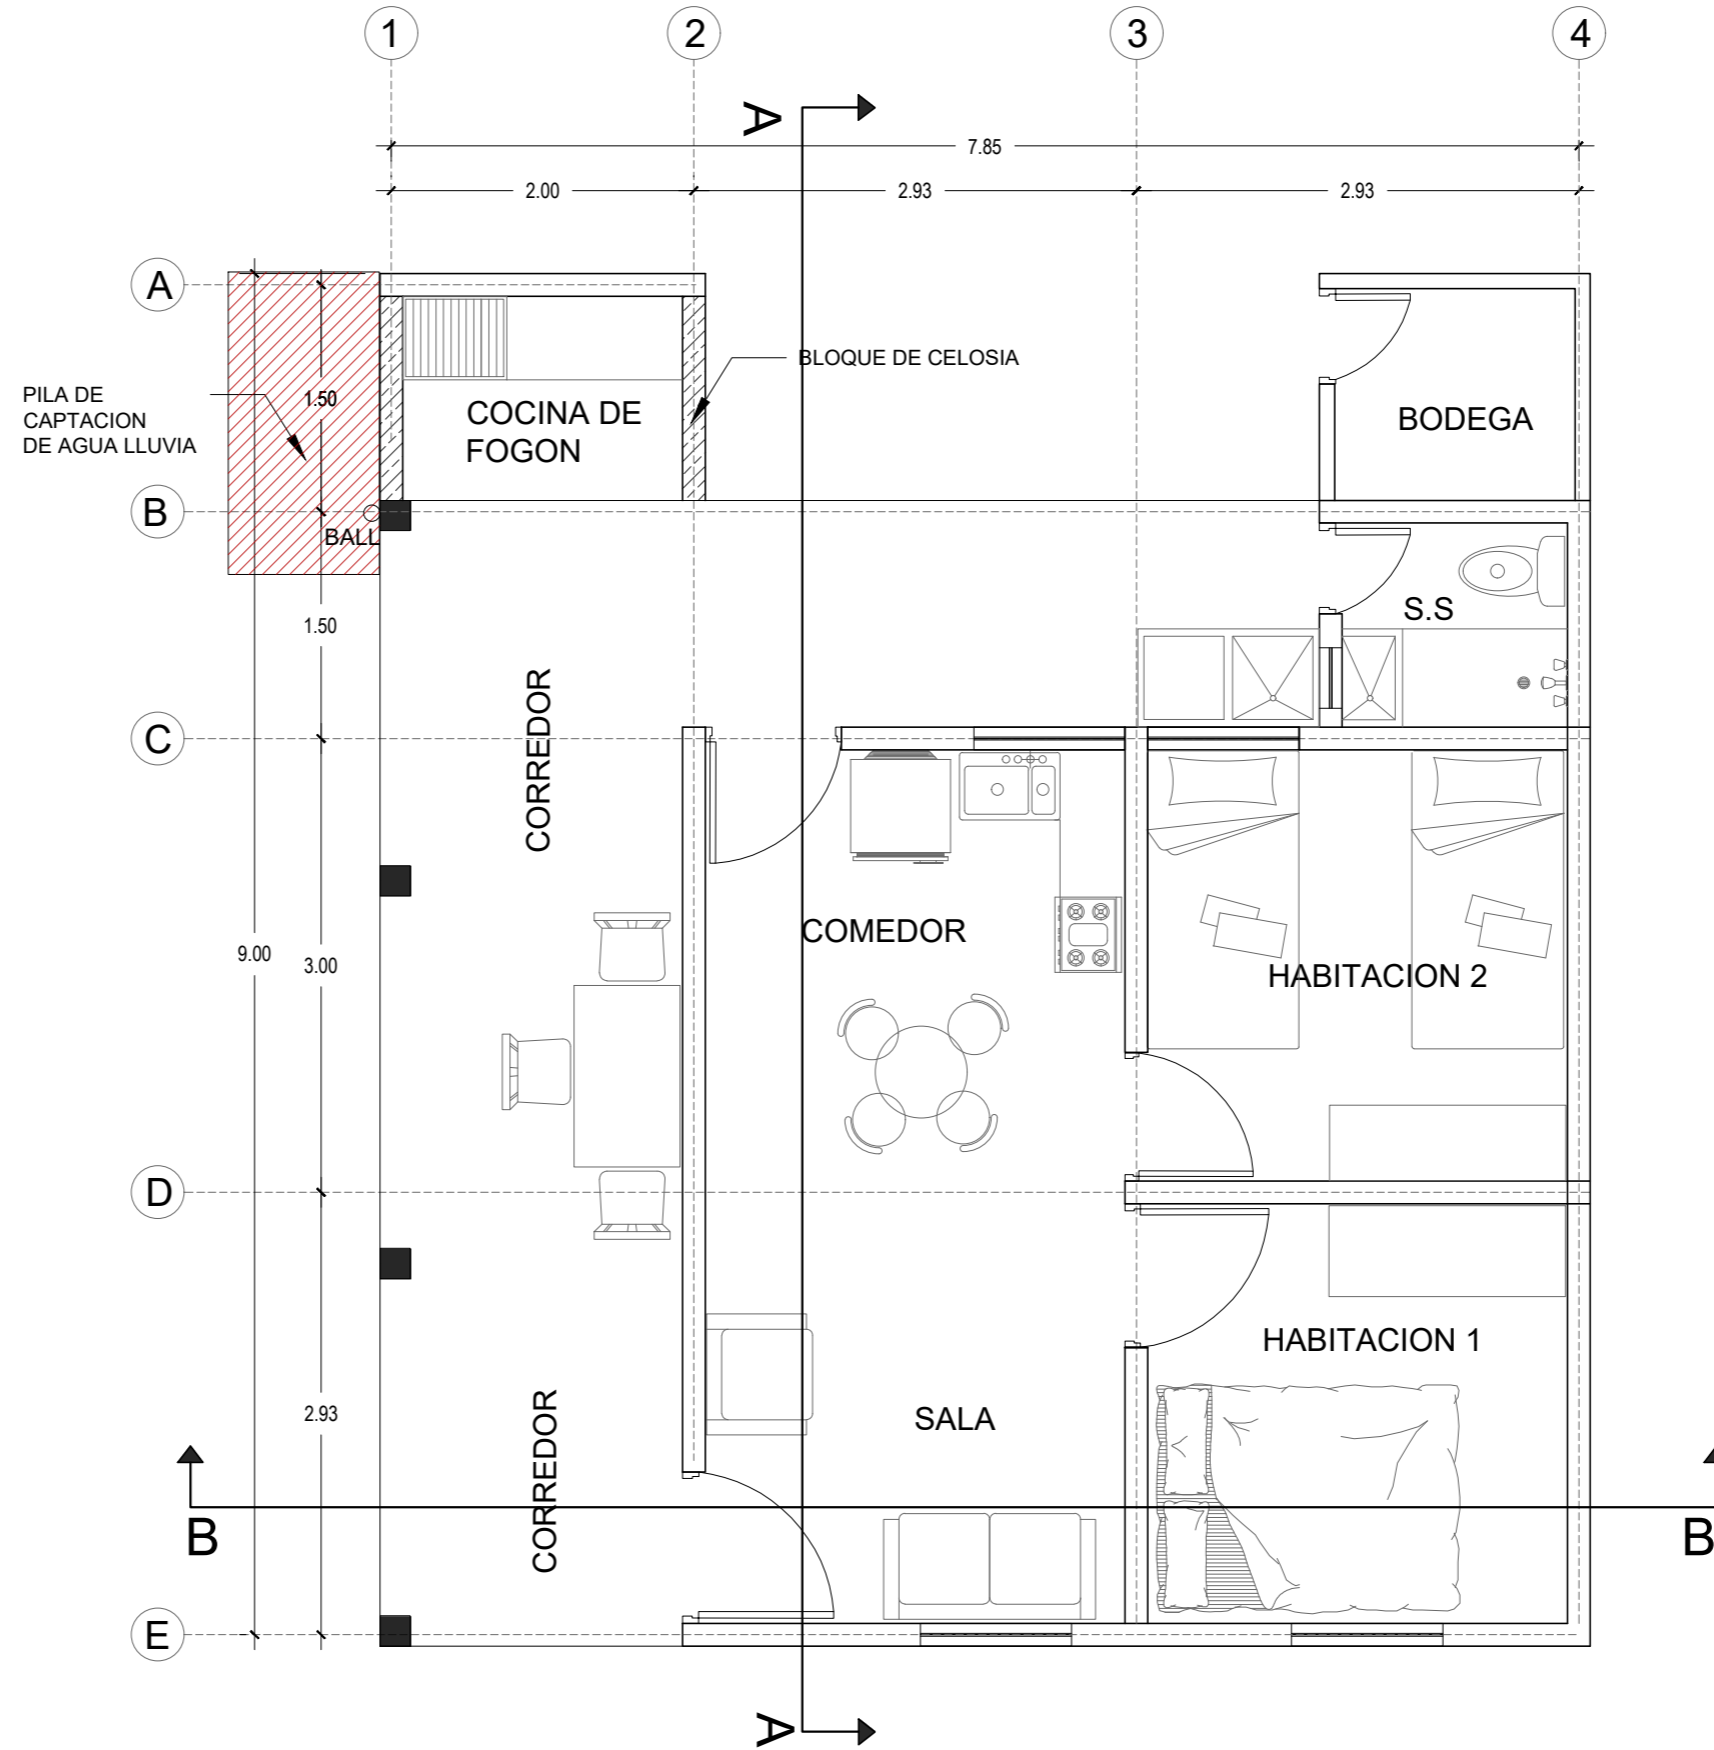 1
2
3
4
A
7.85
2.00
2.93
2.93
A
BLOQUE DE CELOSIA
PILA DE
CAPTACION
DE AGUA LLUVIA
1.50
COCINA DE
FOGON
BODEGA
B
BALL
S.S
1.50
CORREDOR
C
COMEDOR
9.00
3.00
HABITACION 2
D
HABITACION 1
2.93
SALA
CORREDOR
B
B
E
A